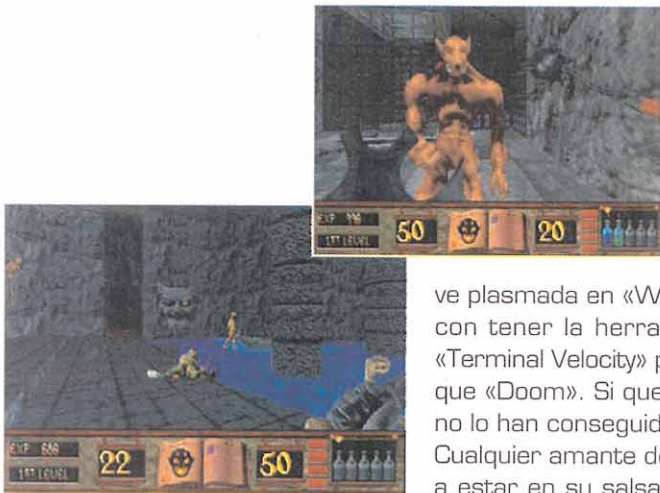 EXP 996
1ST LEVEL
50
20
ve plasmada en «W
con tener la herra
«Terminal Velocity» p
que «Doom». Si que
no lo han conseguid
Cualquier amante de
a estar en su salsa
EXP 686
1ST LEVEL
22
50